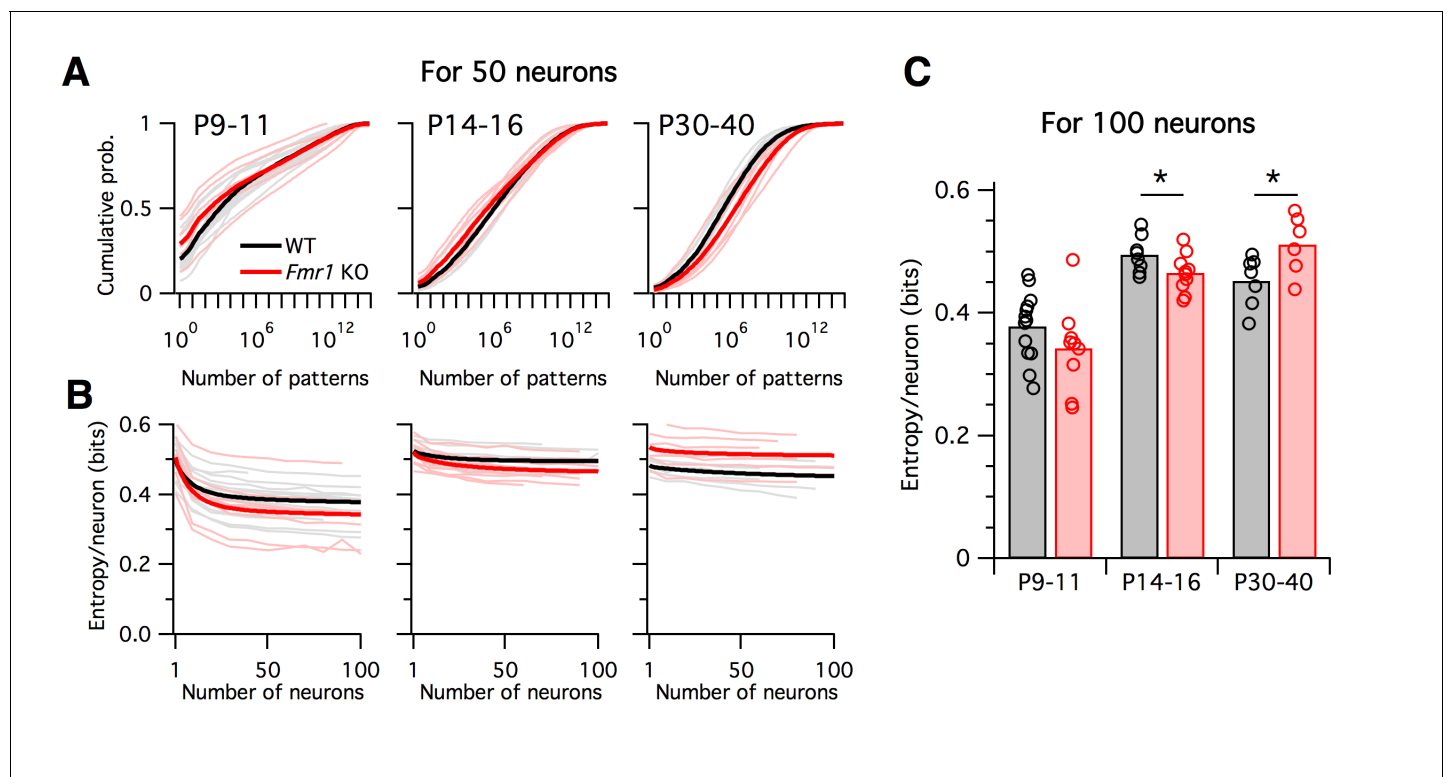 A
For 50 neurons
P9-11
P14-16
P30-40
Cumulative prob.
1
0.5
0
WT
Fmr1 KO
10^0 10^6 10^12
10^0 10^6 10^12
10^0 10^6 10^12
Number of patterns
Number of patterns
Number of patterns
B
Entropy/neuron (bits)
0.6
0.4
0.2
0.0
1 50 100
1 50 100
1 50 100
Number of neurons
Number of neurons
Number of neurons
C
For 100 neurons
Entropy/neuron (bits)
0.6
0.4
0.2
0
* *
P9-11 P14-16 P30-40